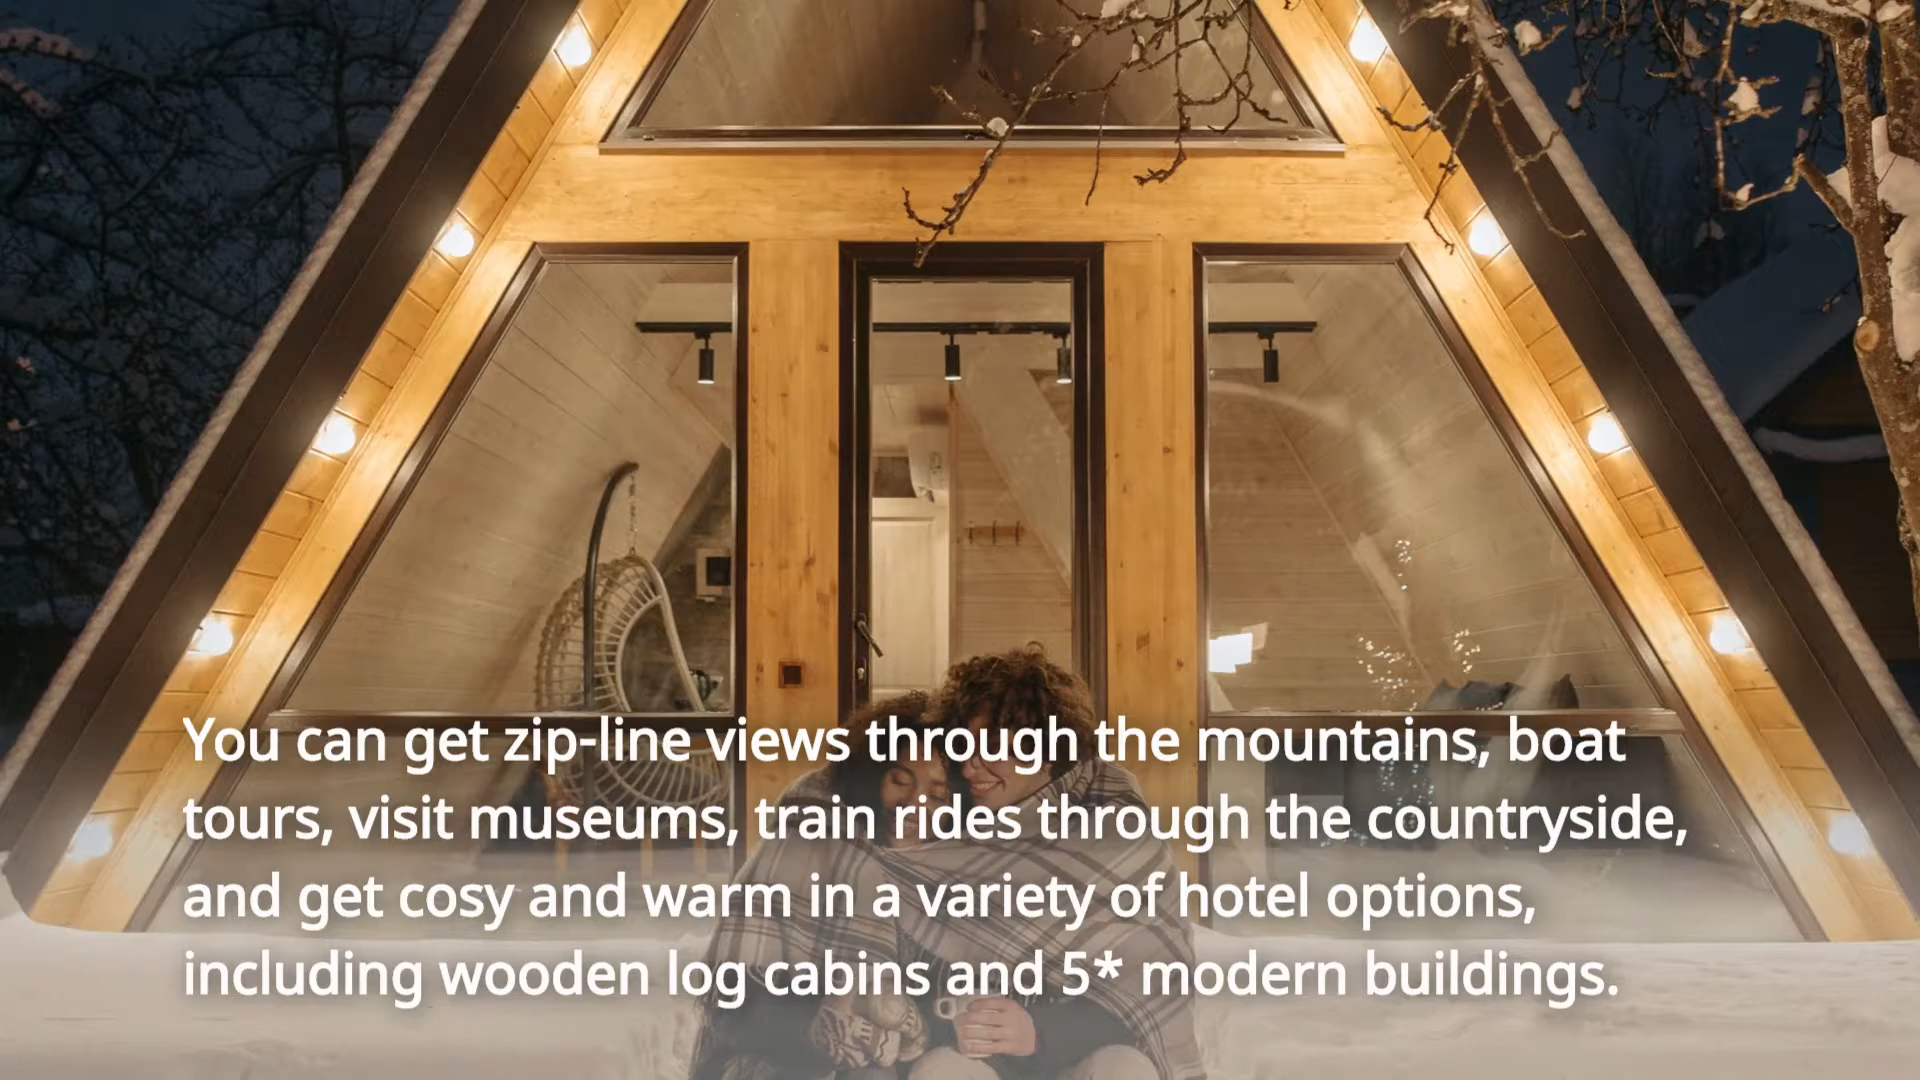 You can get zip-line views through the mountains, boat
tours, visit museums, train rides through the countryside,
and get cosy and warm in a variety of hotel options,
including wooden log cabins and 5* modern buildings.